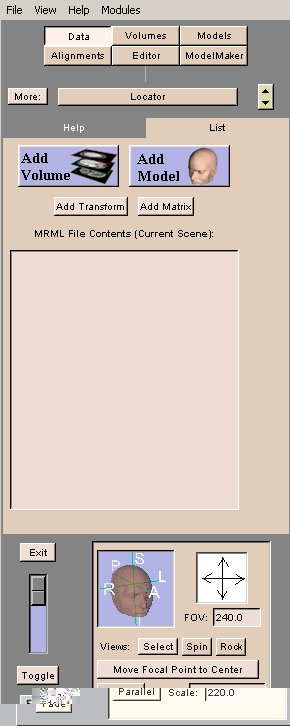 File View Help Modules
Data Volumes Models
Alignments Editor ModelMaker
More: Locator
Help List
Add Volume
Add Model
Add Transform Add Matrix
MRML File Contents (Current Scene):
Exit
S
P
L
R A
FOV: 240.0
Views: Select Spin Rock
Toggle
Move Focal Point to Center
Parallel Scale: 220.0